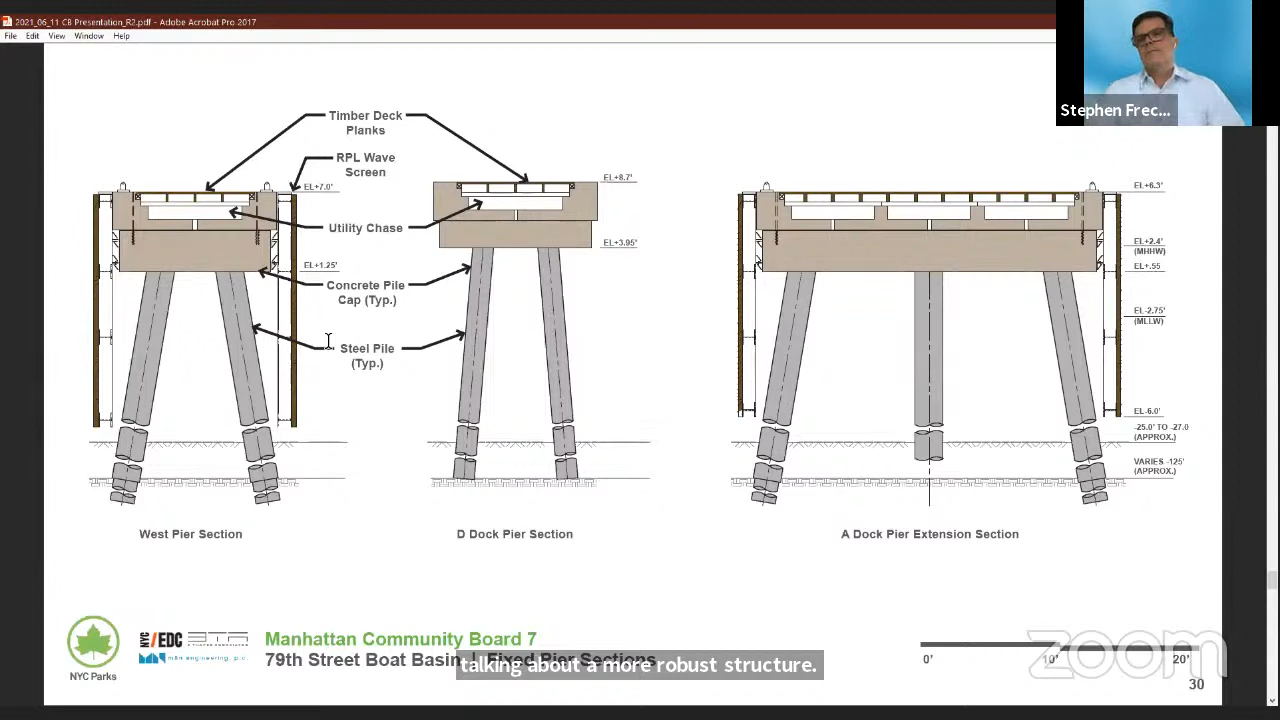 2021_06_11 CB Presentation_R2.pdf - Adobe Acrobat Pro 2017
File Edit View Window Help
Stephen Frec...
Timber Deck
Planks
RPL Wave
Screen
EL+7.0'
Utility Chase
EL+1.25'
Concrete Pile
Cap (Typ.)
Steel Pile
(Typ.)
EL+8.7'
EL+3.95'
EL+6.3'
EL+2.4'
(MHHW)
EL+.55
EL-2.75'
(MLLW)
EL-6.0'
-25.0' TO -27.0
(APPROX.)
VARIES -125'
(APPROX.)
West Pier Section
D Dock Pier Section
A Dock Pier Extension Section
NYC Parks
NYC/EDC
Manhattan Community Board 7
79th Street Boat Basin | Fixed Pier Sections
talking about a more robust structure.
0' 10' 20'
zoom
30